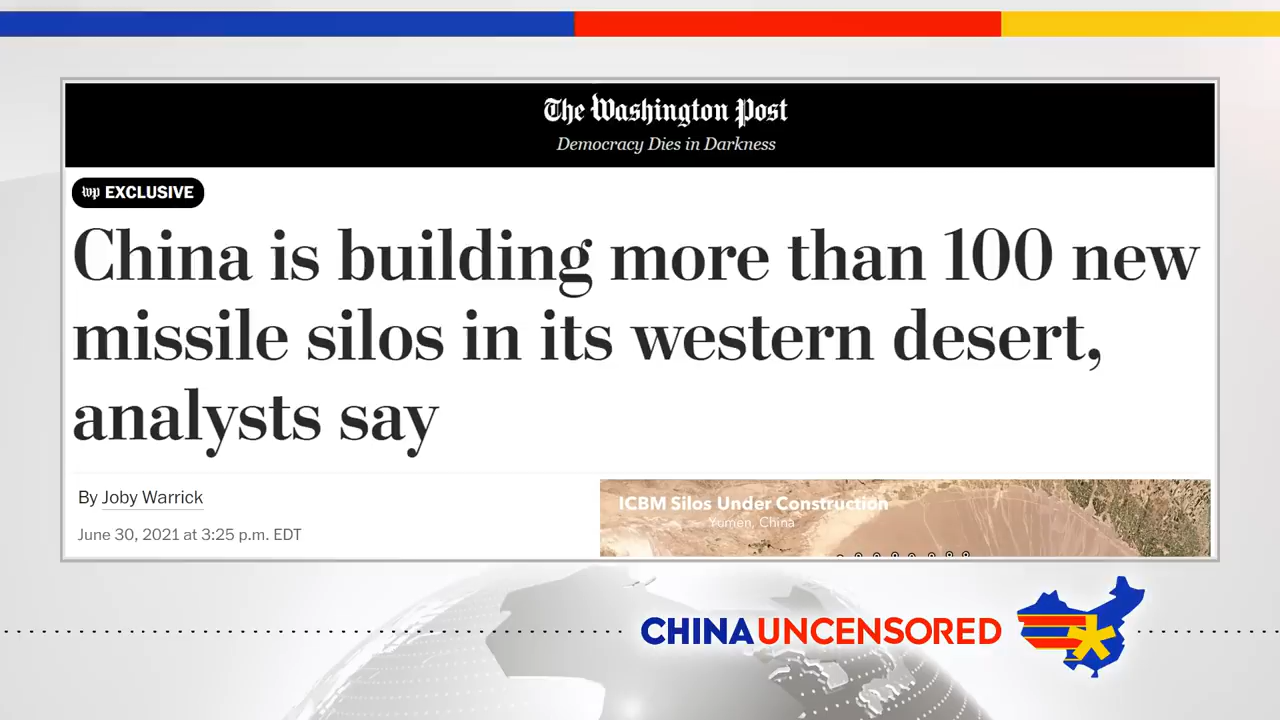 The Washington Post
Democracy Dies in Darkness
wp EXCLUSIVE
China is building more than 100 new
missile silos in its western desert,
analysts say
By Joby Warrick
June 30, 2021 at 3:25 p.m. EDT
ICBM Silos Under Construction
Yumen, China
CHINAUNCENSORED